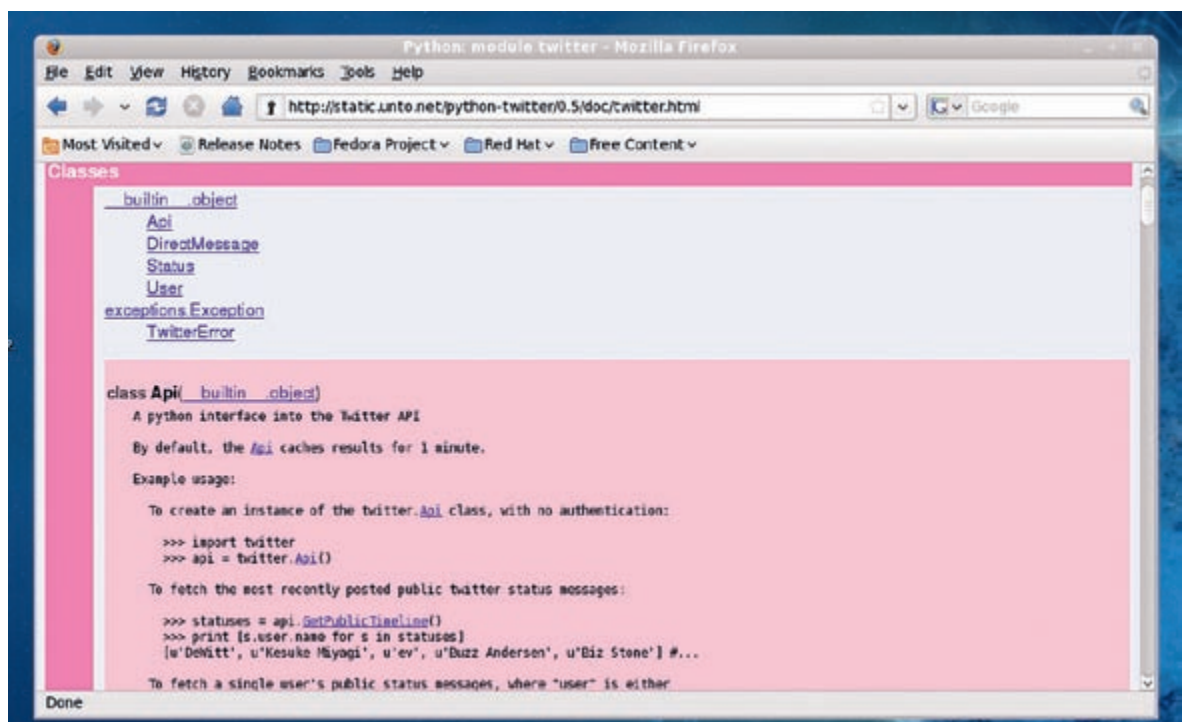 Python: module twitter - Mozilla Firefox
File Edit View History Bookmarks Tools Help
http://static.unto.net/python-twitter/0.5/doc/twitter.html
Google
Most Visited Release Notes Fedora Project Red Hat Free Content
Classes
__builtin__.object
Api
DirectMessage
Status
User
exceptions.Exception
TwitterError
class Api(__builtin__.object)
A python interface into the Twitter API
By default, the Api caches results for 1 minute.
Example usage:
To create an instance of the twitter.Api class, with no authentication:
>>> import twitter
>>> api = twitter.Api()
To fetch the most recently posted public twitter status messages:
>>> statuses = api.GetPublicTimeline()
>>> print [s.user.name for s in statuses]
[u'DeWitt', u'Kesuke Miyagi', u'ev', u'Buzz Andersen', u'Biz Stone'] #...
To fetch a single user's public status messages, where "user" is either
Done